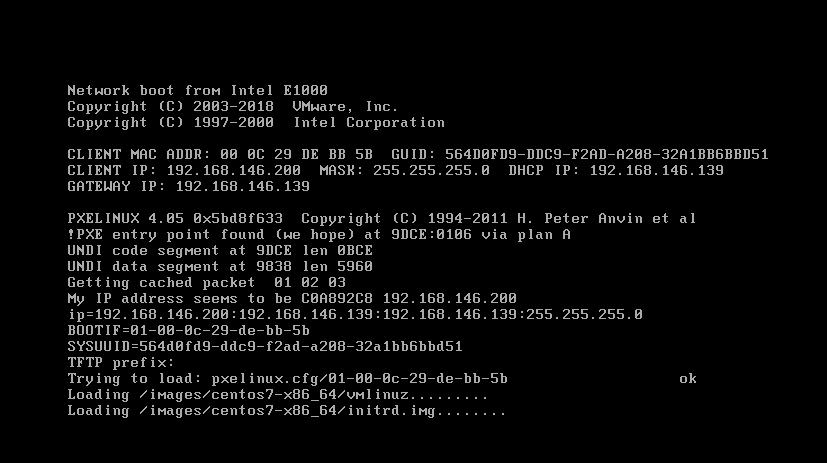 Network boot from Intel E1000
Copyright (C) 2003-2018  VMware, Inc.
Copyright (C) 1997-2000  Intel Corporation
CLIENT MAC ADDR: 00 0C 29 DE BB 5B  GUID: 564D0FD9-DDC9-F2AD-A208-32A1BB6BBD51
CLIENT IP: 192.168.146.200  MASK: 255.255.255.0  DHCP IP: 192.168.146.139
GATEWAY IP: 192.168.146.139
PXELINUX 4.05 0x5bd8f633  Copyright (C) 1994-2011 H. Peter Anvin et al
!PXE entry point found (we hope) at 9DCE:0106 via plan A
UNDI code segment at 9DCE len 0BCE
UNDI data segment at 9838 len 5960
Getting cached packet  01 02 03
My IP address seems to be C0A892C8 192.168.146.200
ip=192.168.146.200:192.168.146.139:192.168.146.139:255.255.255.0
BOOTIF=01-00-0c-29-de-bb-5b
SYSUUID=564d0fd9-ddc9-f2ad-a208-32a1bb6bbd51
TFTP prefix:
Trying to load: pxelinux.cfg/01-00-0c-29-de-bb-5b ok
Loading /images/centos7-x86_64/vmlinuz.........
Loading /images/centos7-x86_64/initrd.img........